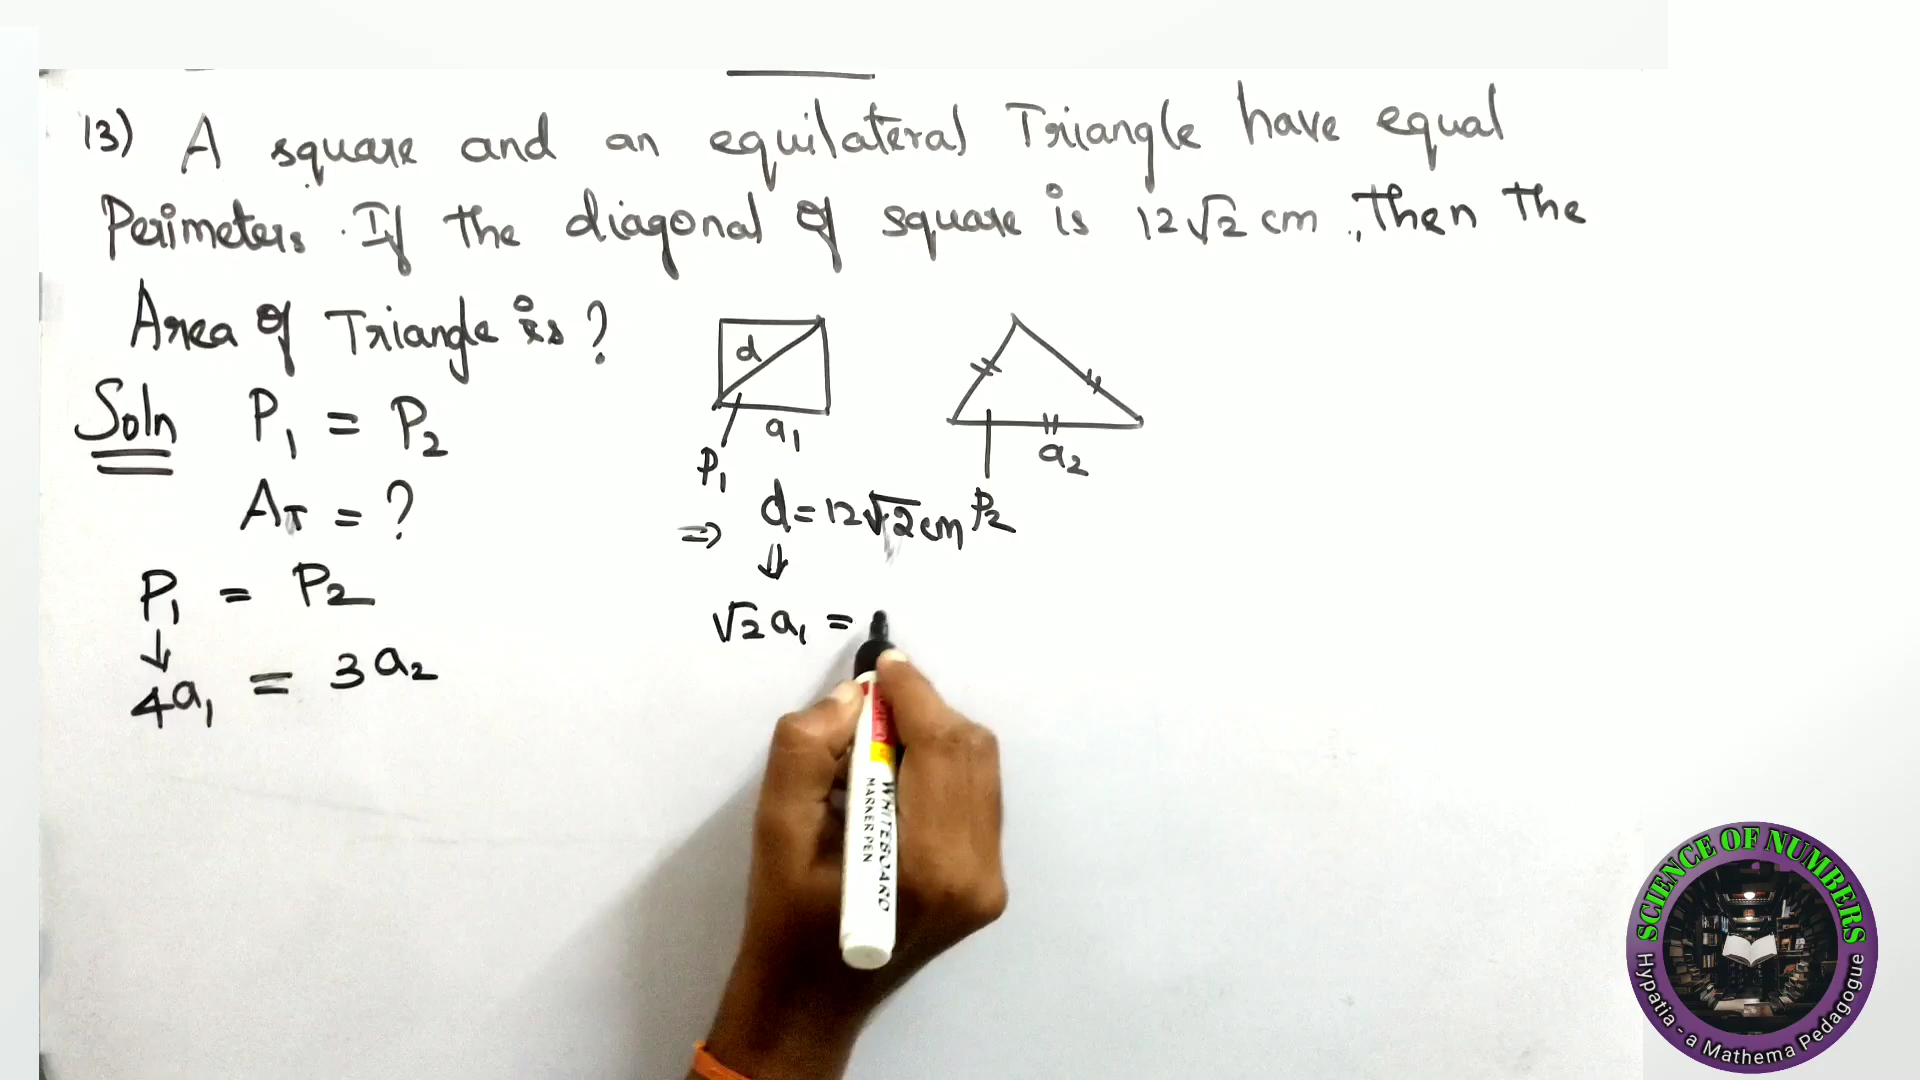 13) A square and an equilateral Triangle have equal
Perimeters. If the diagonal of square is 12√2 cm., Then the
Area of Triangle is?
Soln P₁ = P₂
A_T = ?
P₁ = P₂
↓
4a₁ = 3a₂
d
a₁
P₁
a₂
P₂
⇒ d = 12√2 cm
⇓
√2 a₁ =
WHITEBOARD
MARKER PEN
SCIENCE OF NUMBERS
Hypatia - a Mathema Pedagogue